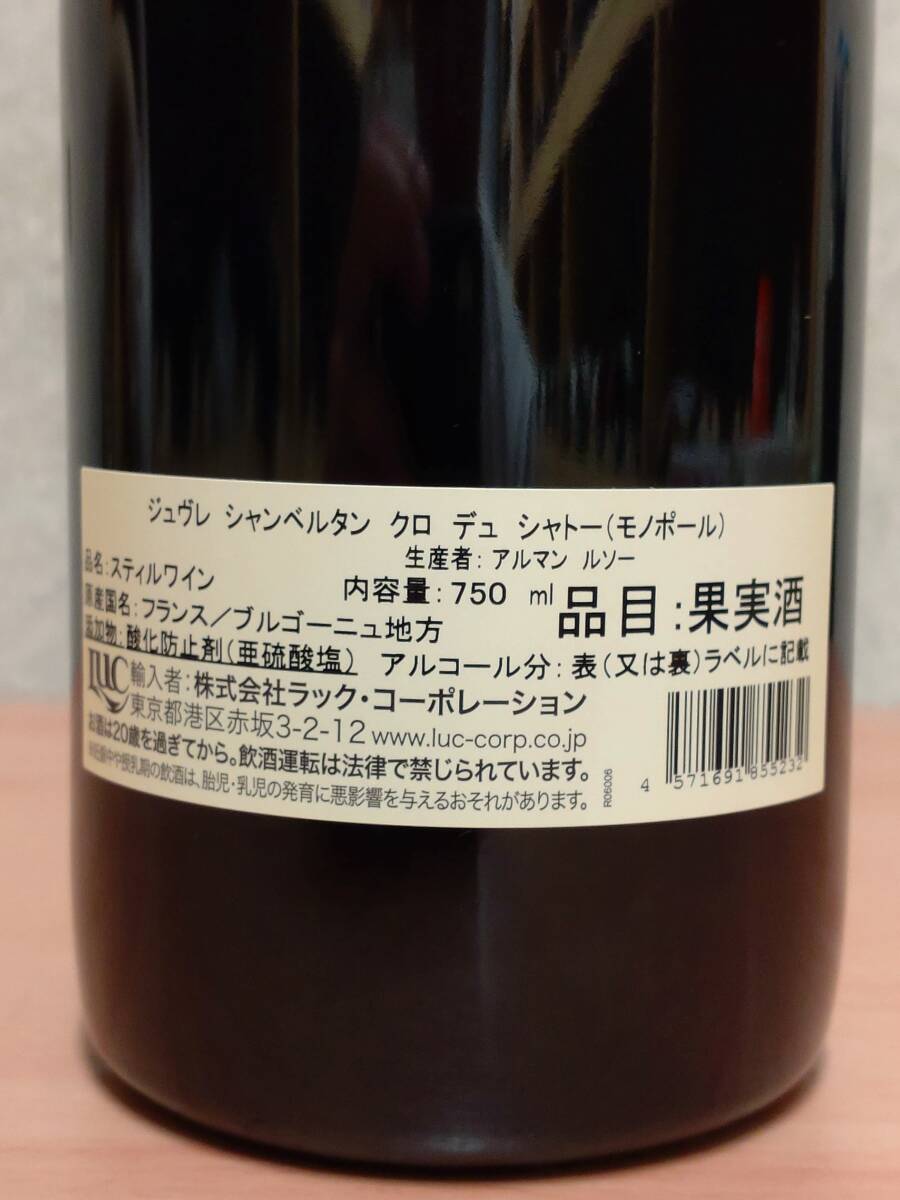 ジュヴレ シャンベルタン クロ デュ シャトー(モノポール)
生産者: アルマン ルソー
品名:スティルワイン
内容量:750 ml
品目:果実酒
原産国名:フランス/ブルゴーニュ地方
添加物:酸化防止剤(亜硫酸塩) アルコール分:表(又は裏)ラベルに記載
LUC 輸入者:株式会社ラック・コーポレーション
東京都港区赤坂3-2-12 www.luc-corp.co.jp
お酒は20歳を過ぎてから。飲酒運転は法律で禁じられています。
妊娠中や授乳期の飲酒は、胎児・乳児の発育に悪影響を与えるおそれがあります。
R06006
4 571691 855232